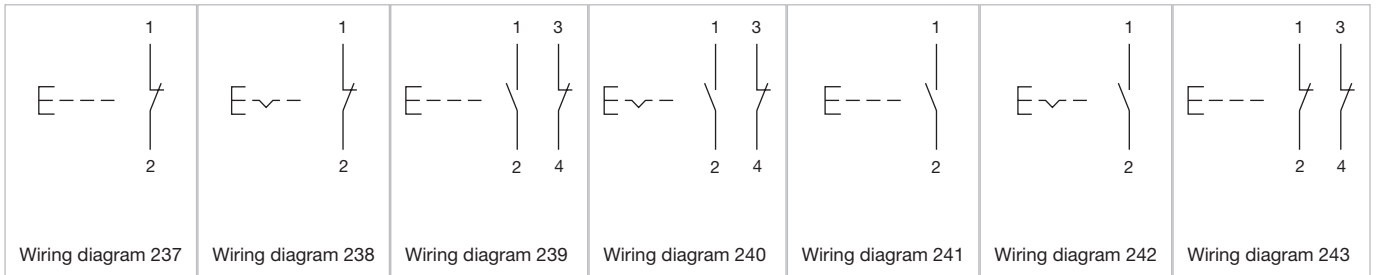 1
2
Wiring diagram 237
1
2
Wiring diagram 238
1 3
2 4
Wiring diagram 239
1 3
2 4
Wiring diagram 240
1
2
Wiring diagram 241
1
2
Wiring diagram 242
1 3
2 4
Wiring diagram 243